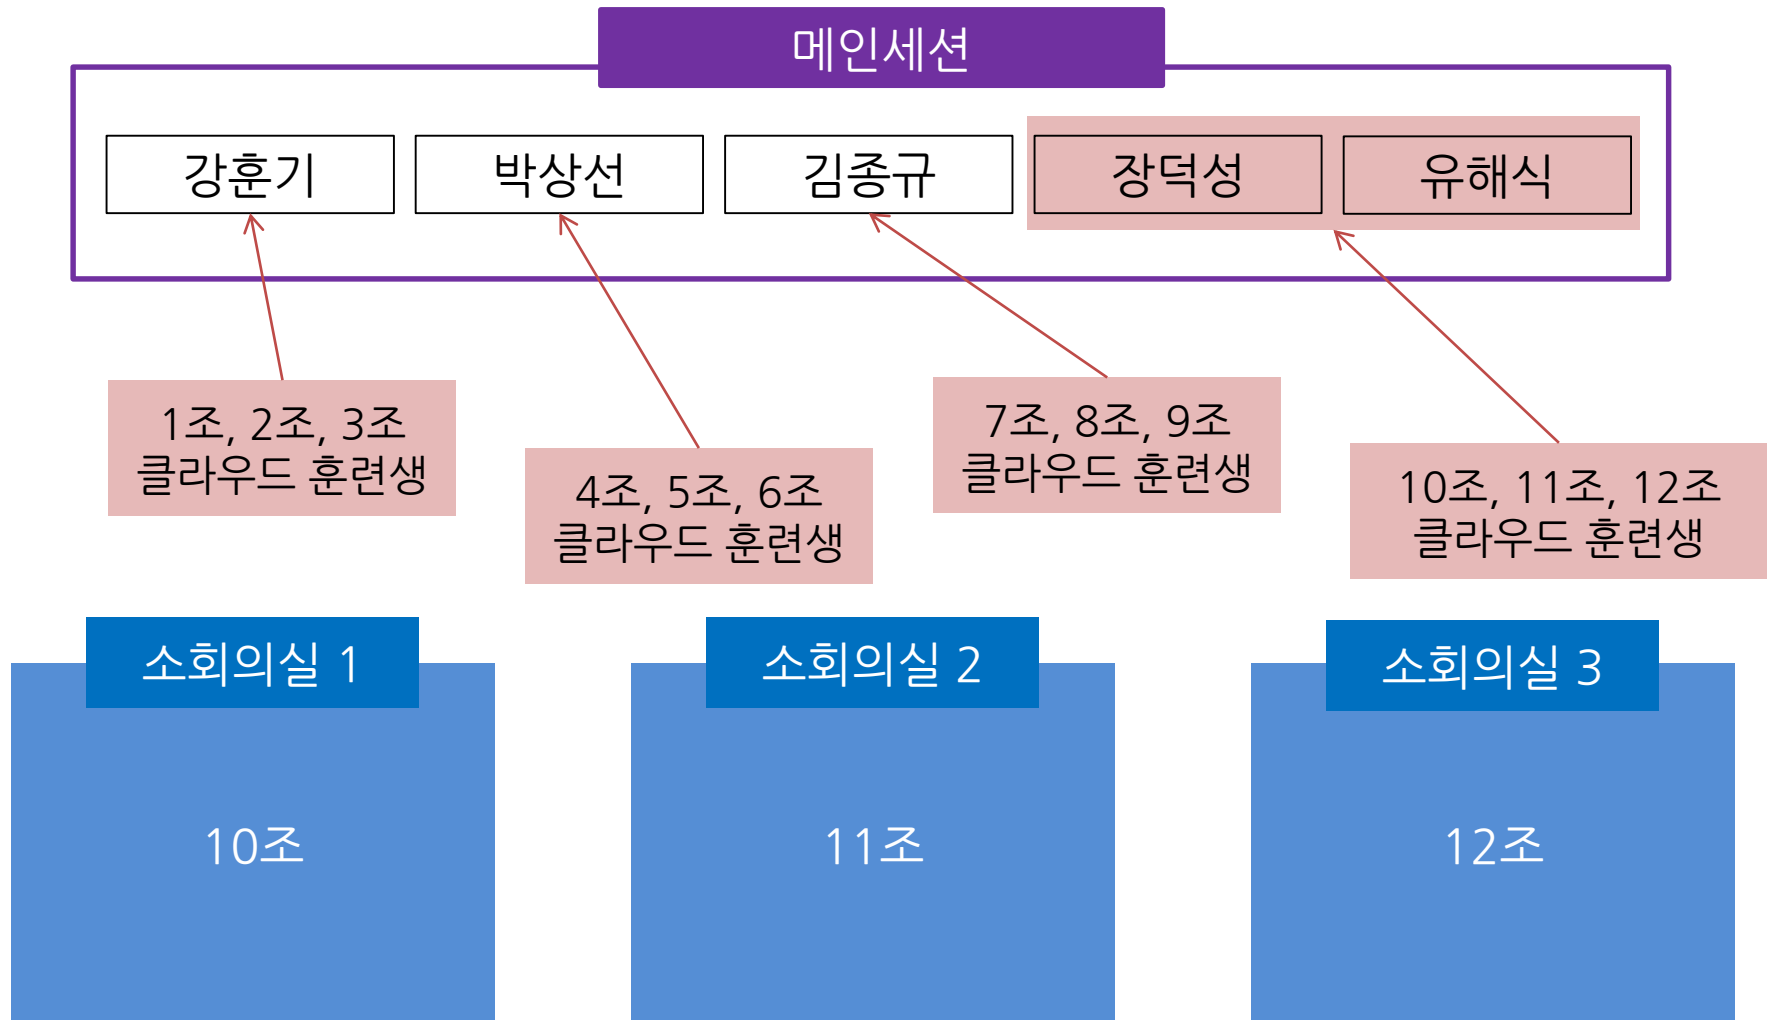 메인세션
강훈기
박상선
김종규
장덕성
유해식
1조, 2조, 3조
클라우드 훈련생
4조, 5조, 6조
클라우드 훈련생
7조, 8조, 9조
클라우드 훈련생
10조, 11조, 12조
클라우드 훈련생
소회의실 1
소회의실 2
소회의실 3
10조
11조
12조